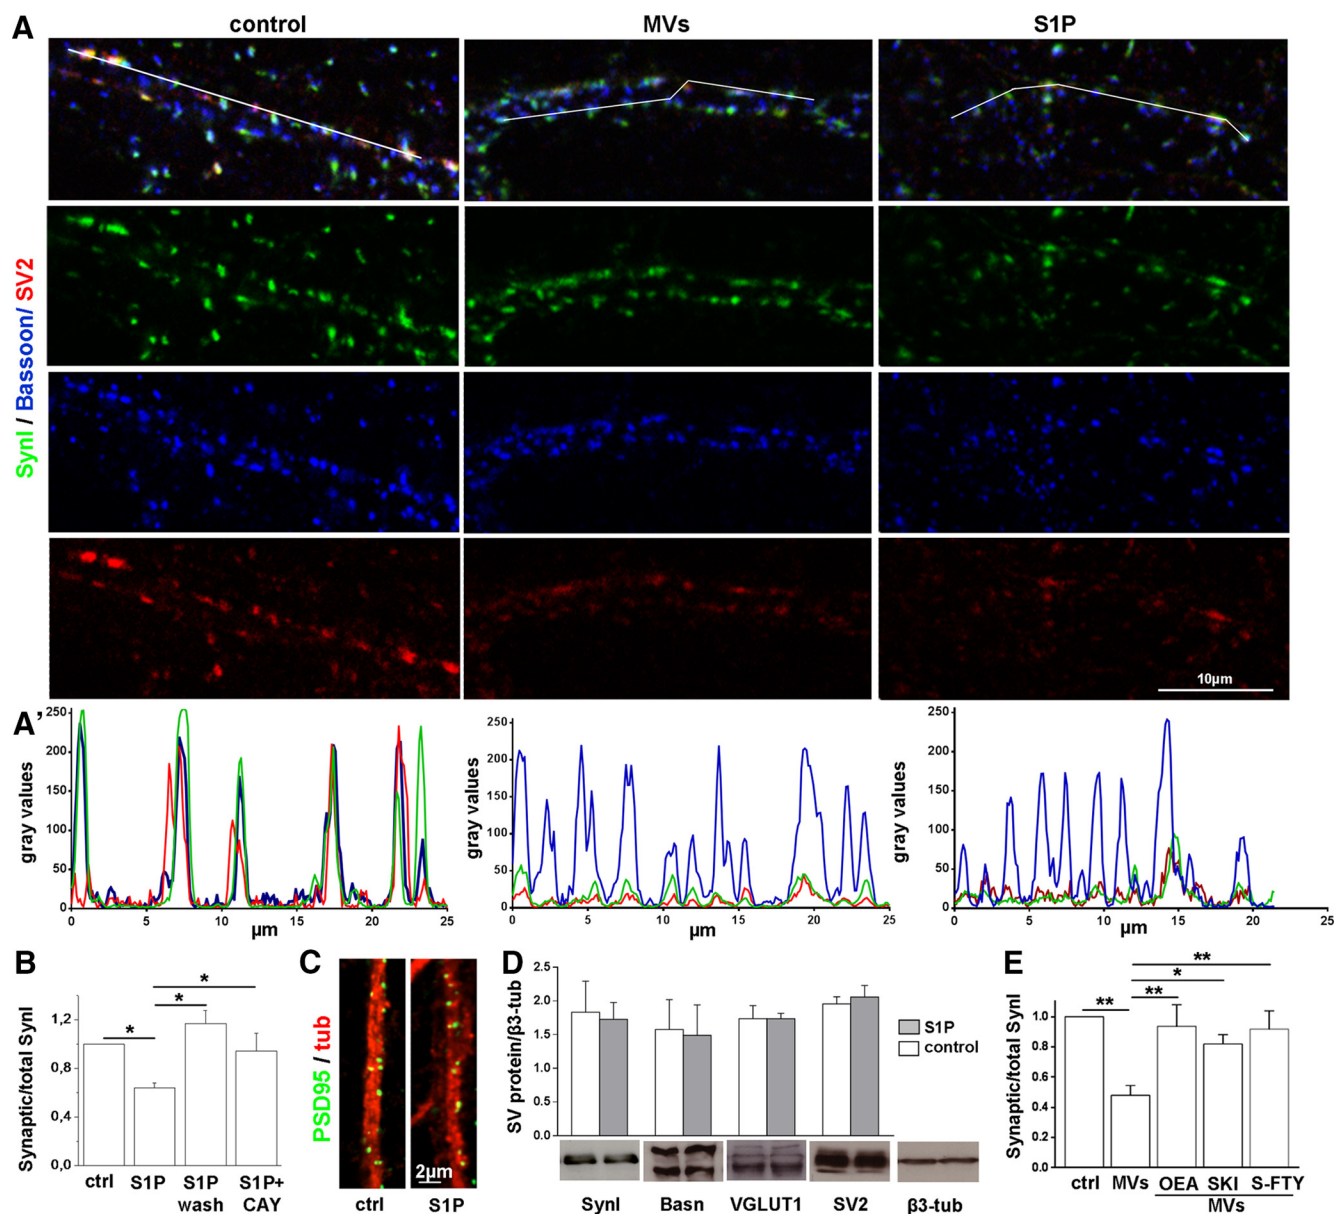 A
control
MVs
S1P
SynI / Bassoon/ SV2
10µm
A'
gray values
250
200
150
100
50
0
5
10
15
20
25
µm
gray values
250
200
150
100
50
0
0
5
10
15
20
25
µm
gray values
250
200
150
100
50
0
0
5
10
15
20
25
µm
B
Synaptic/total SynI
1,2
0,8
0,4
0,0
*
*
*
ctrl
S1P
S1P wash
S1P+ CAY
C
PSD95 / tub
2µm
ctrl
S1P
D
SV protein/β3-tub
2.5
2.0
1.5
1.0
0.5
0.0
S1P
control
SynI
Basn
VGLUT1
SV2
β3-tub
E
Synaptic/total SynI
1.0
0.8
0.6
0.4
0.2
0.0
**
**
*
**
ctrl
MVs
OEA
SKI
S-FTY
MVs